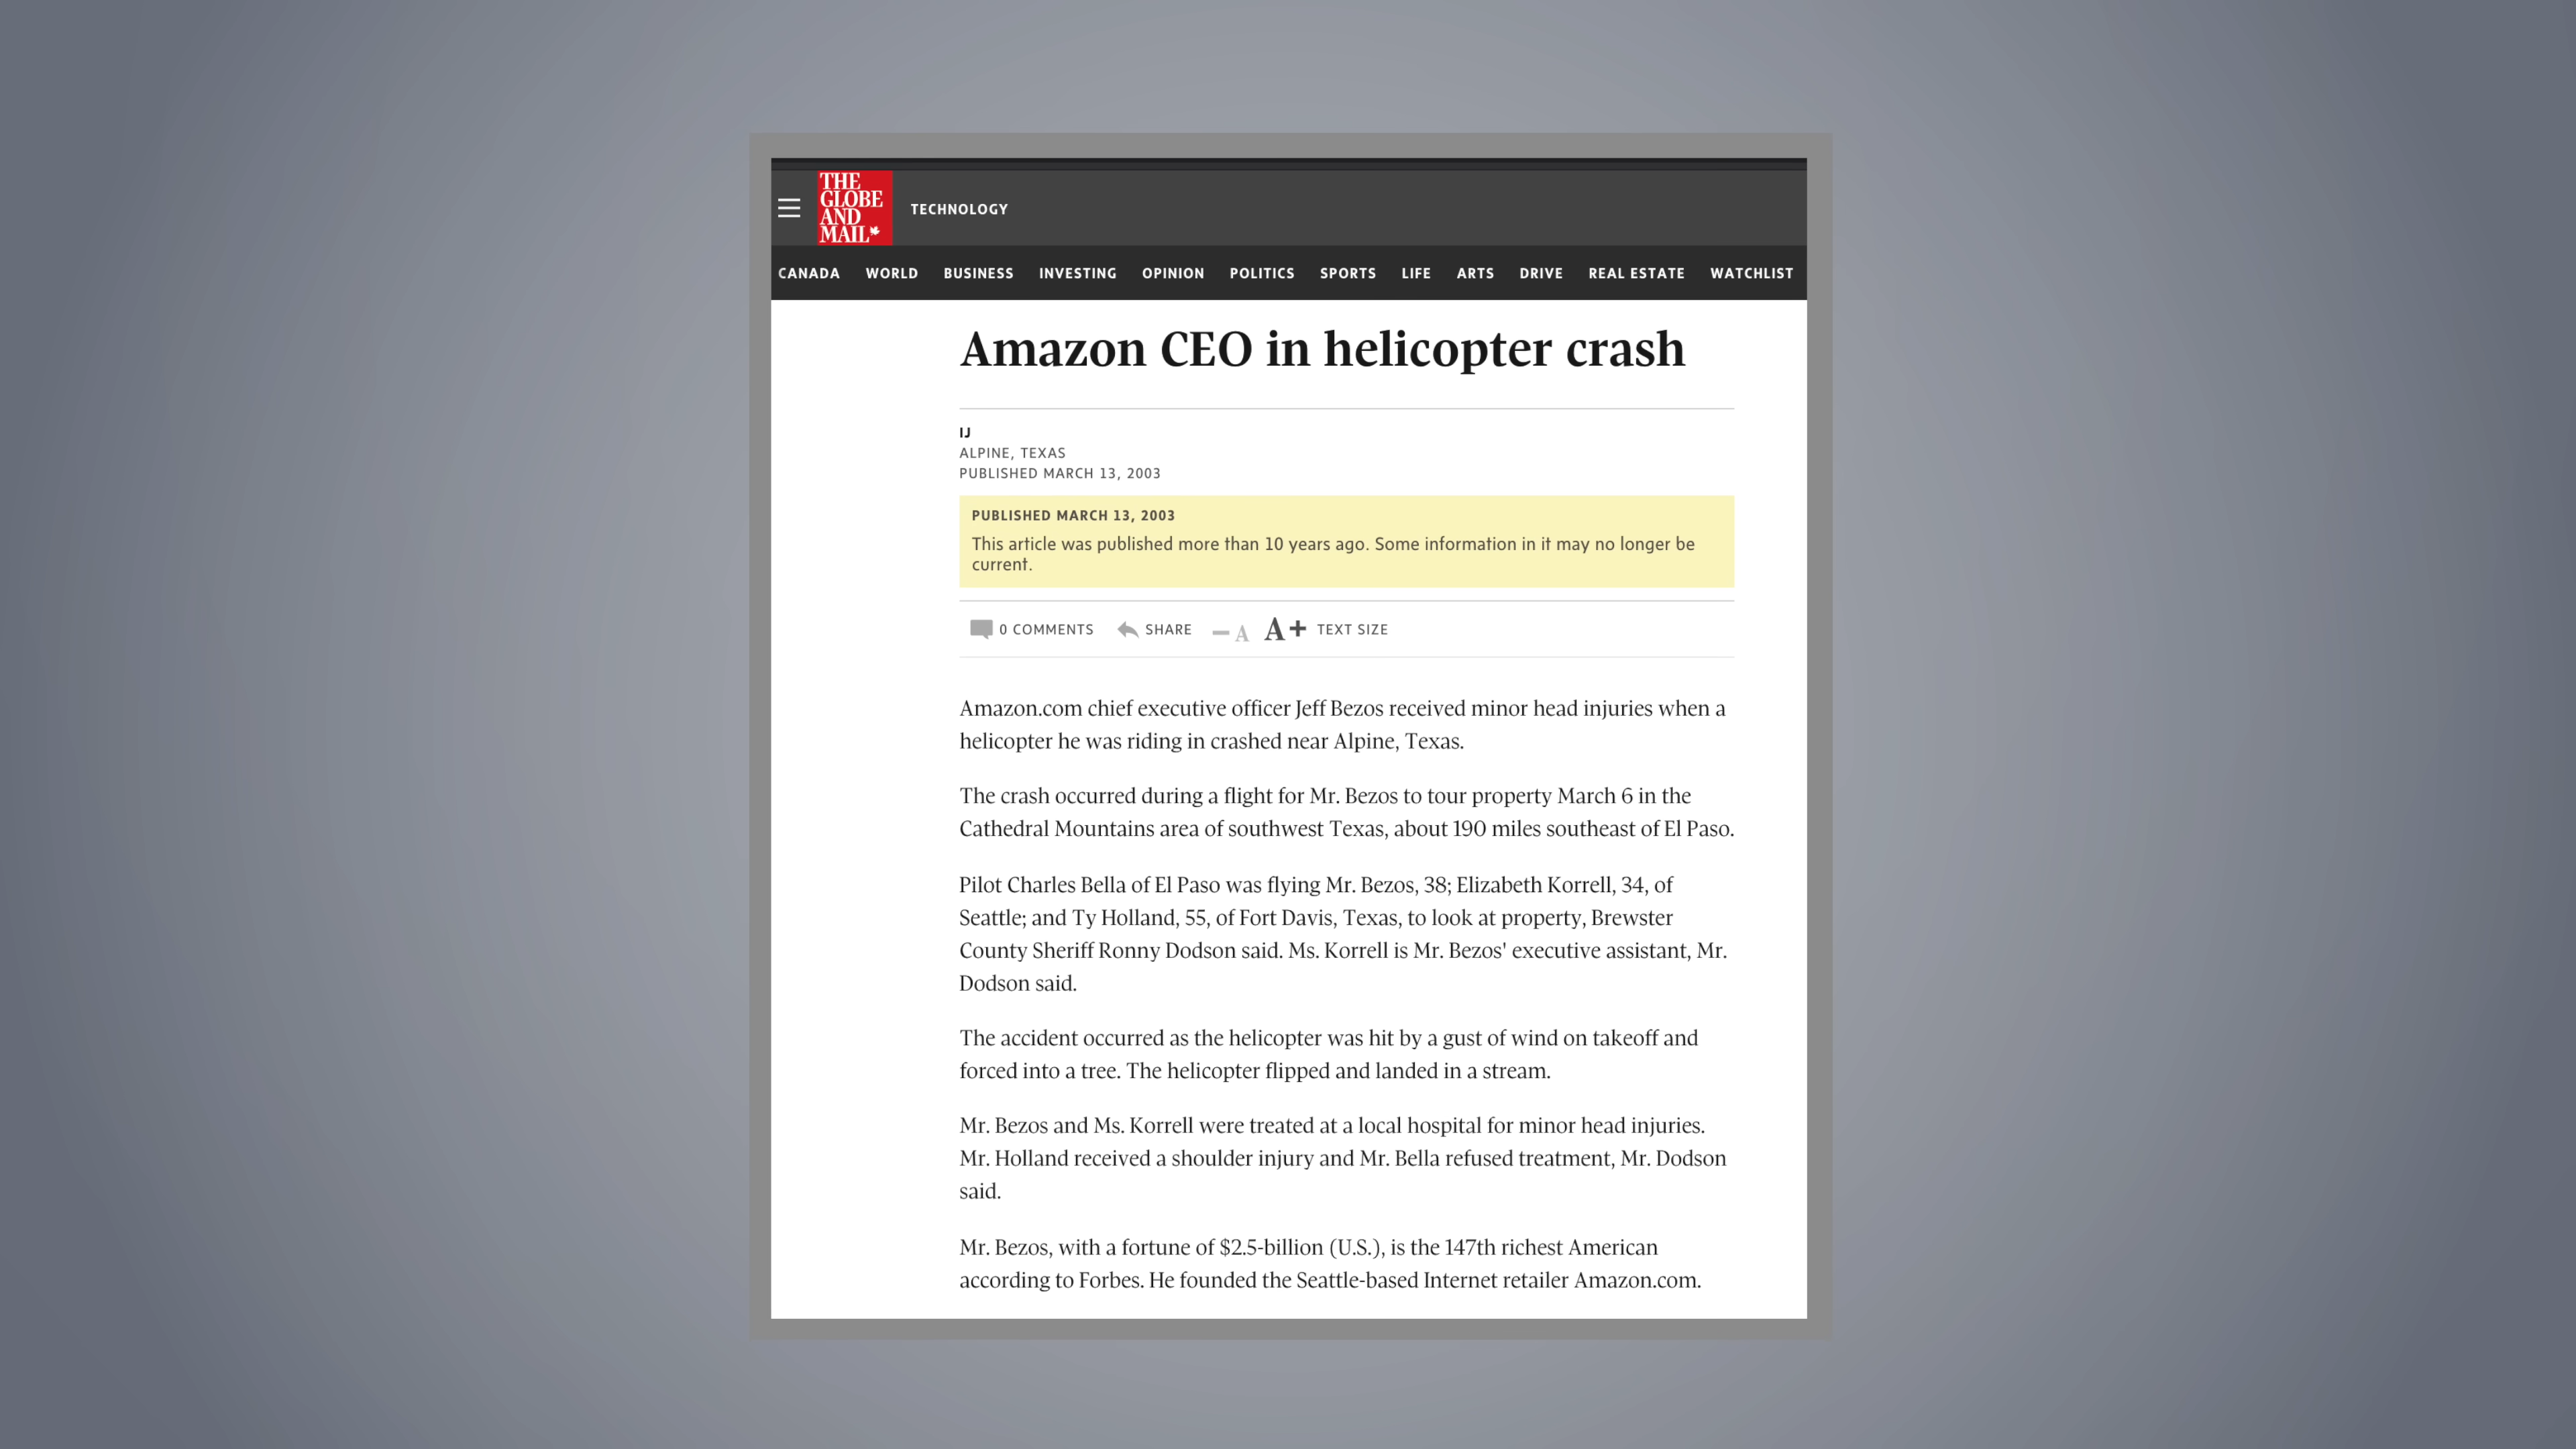 THE
GLOBE
AND
MAIL
TECHNOLOGY
CANADA WORLD BUSINESS INVESTING OPINION POLITICS SPORTS LIFE ARTS DRIVE REAL ESTATE WATCHLIST
Amazon CEO in helicopter crash
IJ
ALPINE, TEXAS
PUBLISHED MARCH 13, 2003
PUBLISHED MARCH 13, 2003
This article was published more than 10 years ago. Some information in it may no longer be
current.
0 COMMENTS SHARE – A A+ TEXT SIZE
Amazon.com chief executive officer Jeff Bezos received minor head injuries when a
helicopter he was riding in crashed near Alpine, Texas.
The crash occurred during a flight for Mr. Bezos to tour property March 6 in the
Cathedral Mountains area of southwest Texas, about 190 miles southeast of El Paso.
Pilot Charles Bella of El Paso was flying Mr. Bezos, 38; Elizabeth Korrell, 34, of
Seattle; and Ty Holland, 55, of Fort Davis, Texas, to look at property, Brewster
County Sheriff Ronny Dodson said. Ms. Korrell is Mr. Bezos' executive assistant, Mr.
Dodson said.
The accident occurred as the helicopter was hit by a gust of wind on takeoff and
forced into a tree. The helicopter flipped and landed in a stream.
Mr. Bezos and Ms. Korrell were treated at a local hospital for minor head injuries.
Mr. Holland received a shoulder injury and Mr. Bella refused treatment, Mr. Dodson
said.
Mr. Bezos, with a fortune of $2.5-billion (U.S.), is the 147th richest American
according to Forbes. He founded the Seattle-based Internet retailer Amazon.com.